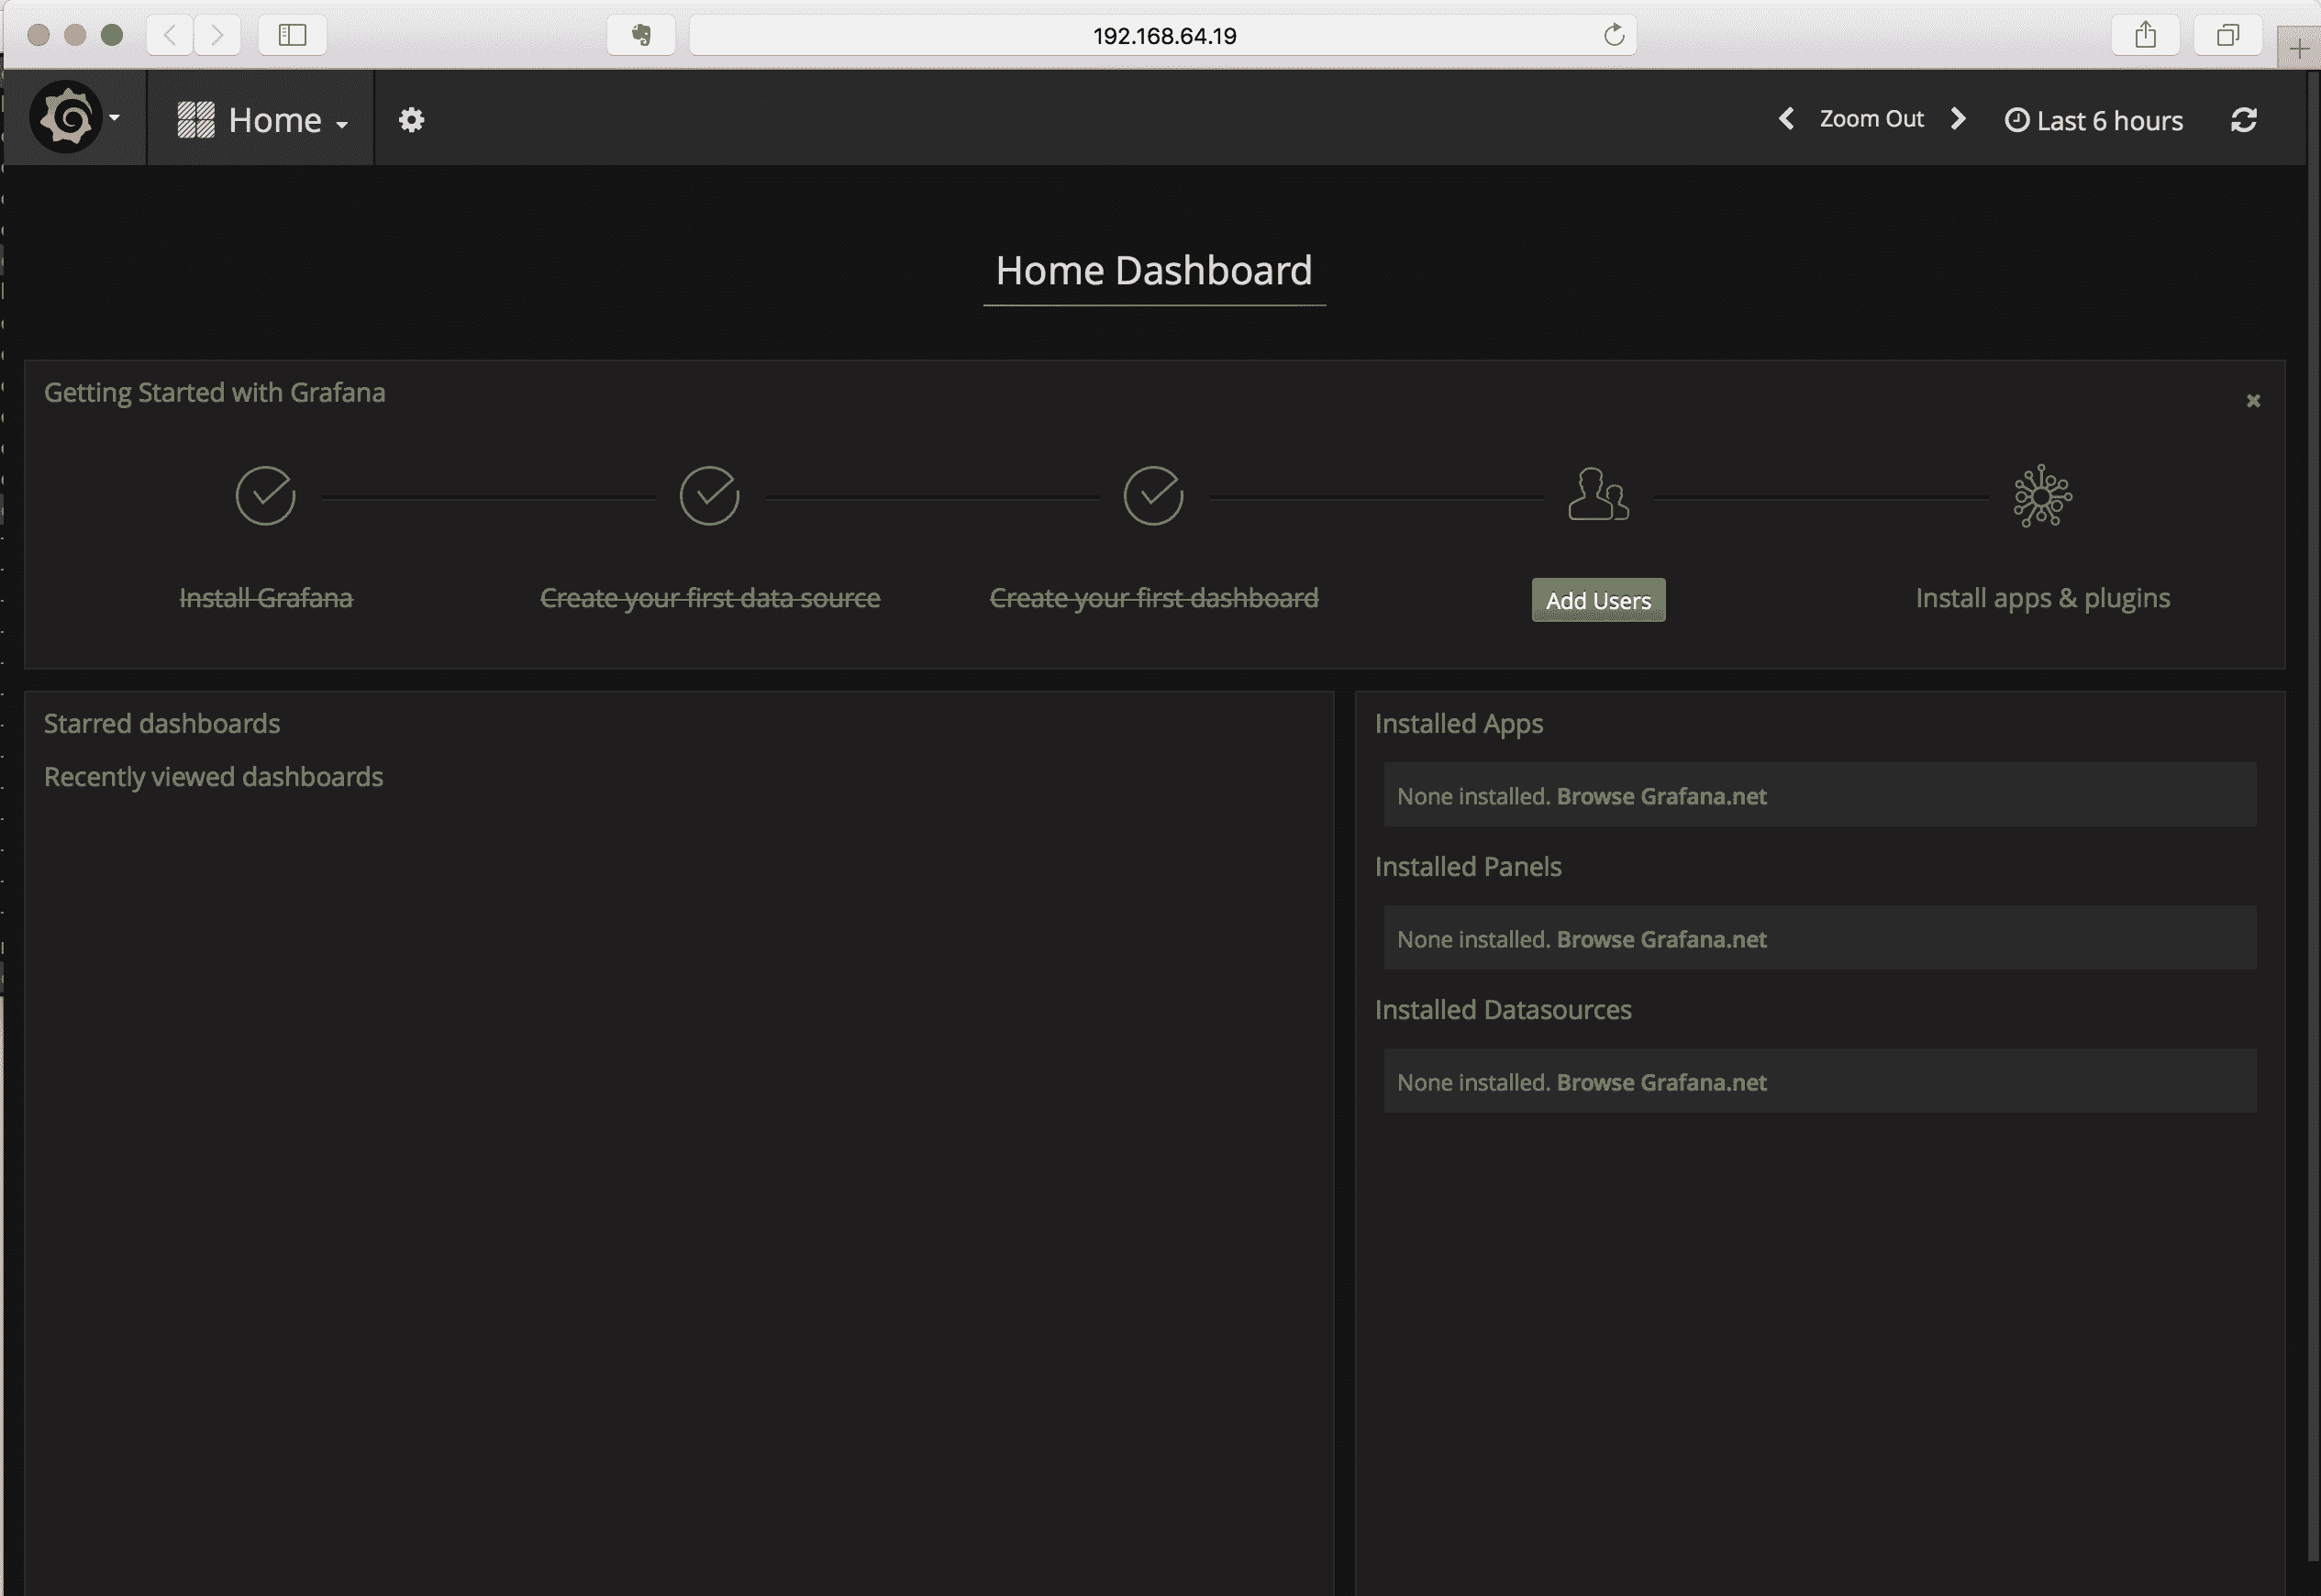 192.168.64.19
Home
Zoom Out
Last 6 hours
Home Dashboard
Getting Started with Grafana
Install Grafana
Create your first data source
Create your first dashboard
Add Users
Install apps & plugins
Starred dashboards
Recently viewed dashboards
Installed Apps
None installed. Browse Grafana.net
Installed Panels
None installed. Browse Grafana.net
Installed Datasources
None installed. Browse Grafana.net